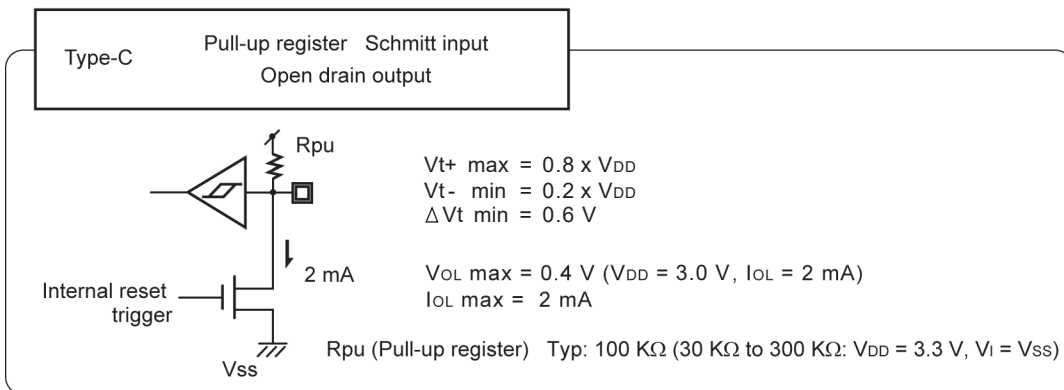 Type-C
Pull-up register Schmitt input
Open drain output
Rpu
Vt+ max = 0.8 x VDD
Vt- min = 0.2 x VDD
ΔVt min = 0.6 V
2 mA
VOL max = 0.4 V (VDD = 3.0 V, IOL = 2 mA)
IOL max = 2 mA
Internal reset
trigger
Vss
Rpu (Pull-up register) Typ: 100 KΩ (30 KΩ to 300 KΩ: VDD = 3.3 V, VI = VSS)